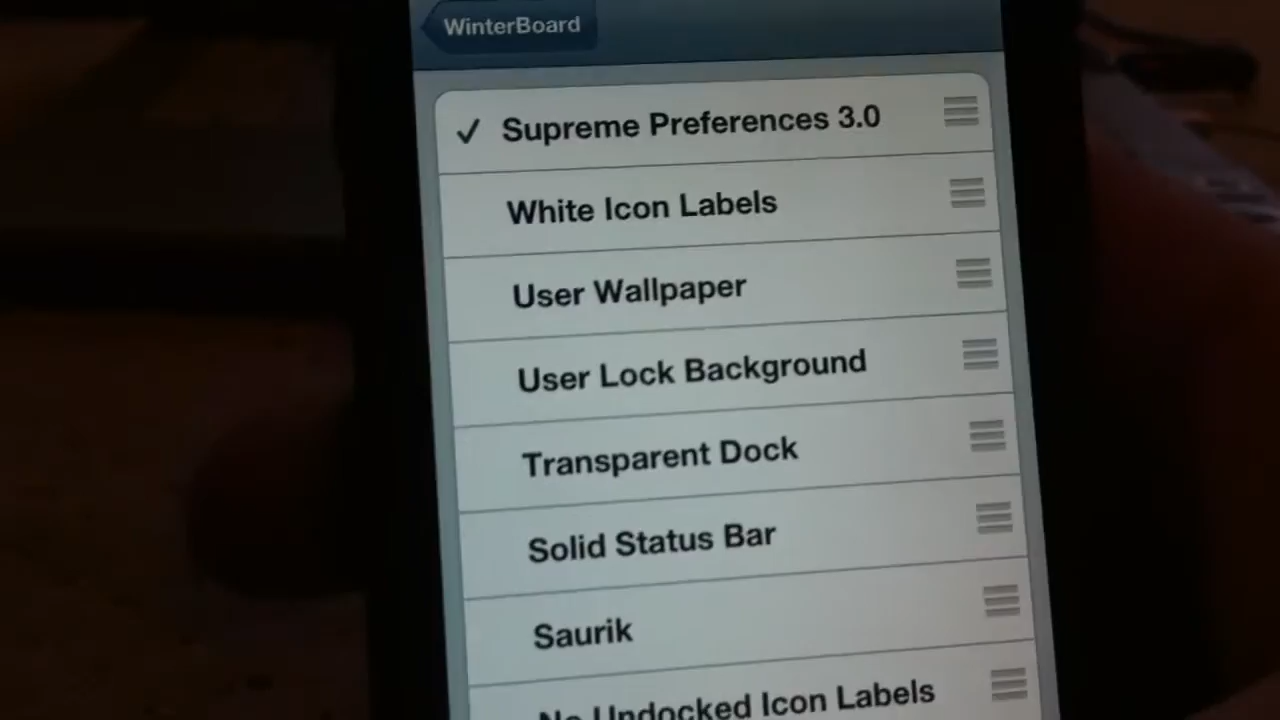 WinterBoard
Supreme Preferences 3.0
White Icon Labels
User Wallpaper
User Lock Background
Transparent Dock
Solid Status Bar
Saurik
No Undocked Icon Labels